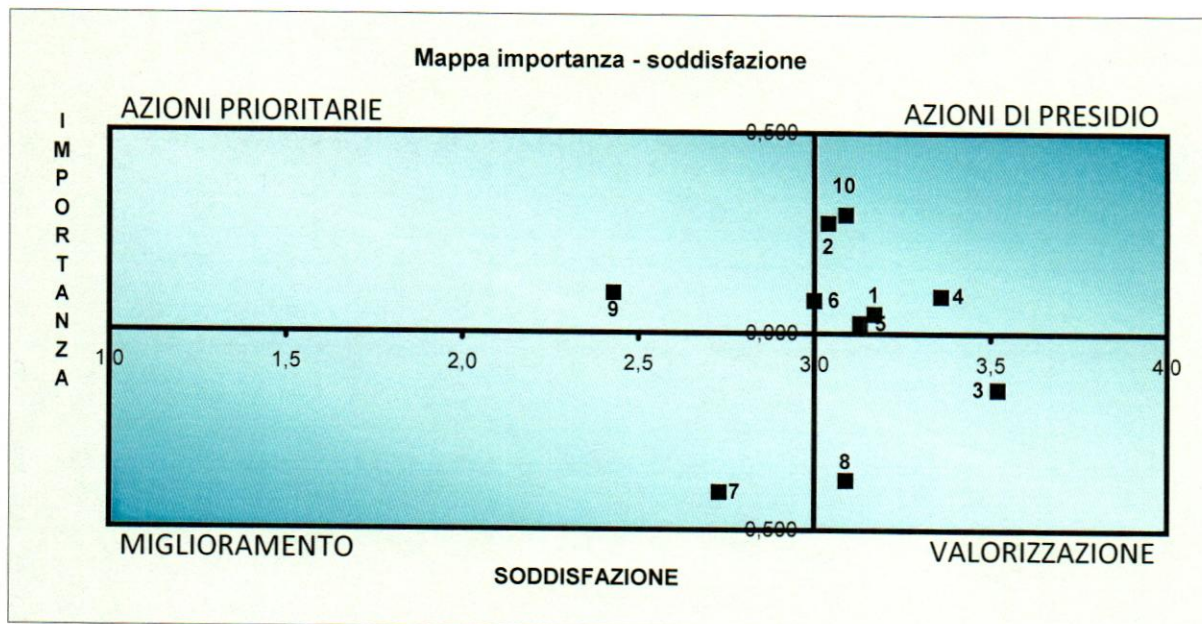 Mappa importanza - soddisfazione
AZIONI PRIORITARIE
AZIONI DI PRESIDIO
IMPORTANZA
0,500
10
2
9
6
1
4
5
0,000
1,0
1,5
2,0
2,5
3,0
3,5
4,0
3
8
7
0,500
MIGLIORAMENTO
VALORIZZAZIONE
SODDISFAZIONE